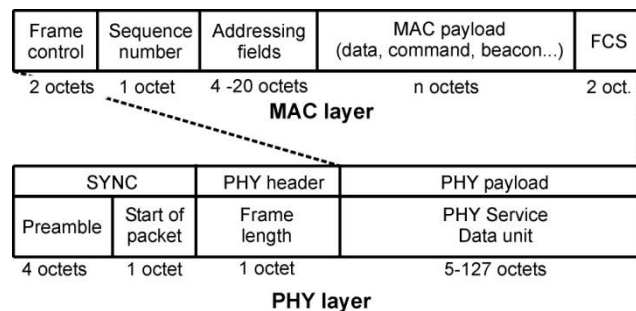 Frame control
Sequence number
Addressing fields
MAC payload
(data, command, beacon...)
FCS
2 octets
1 octet
4 -20 octets
n octets
2 oct.
MAC layer
SYNC
PHY header
PHY payload
Preamble
Start of packet
Frame length
PHY Service Data unit
4 octets
1 octet
1 octet
5-127 octets
PHY layer